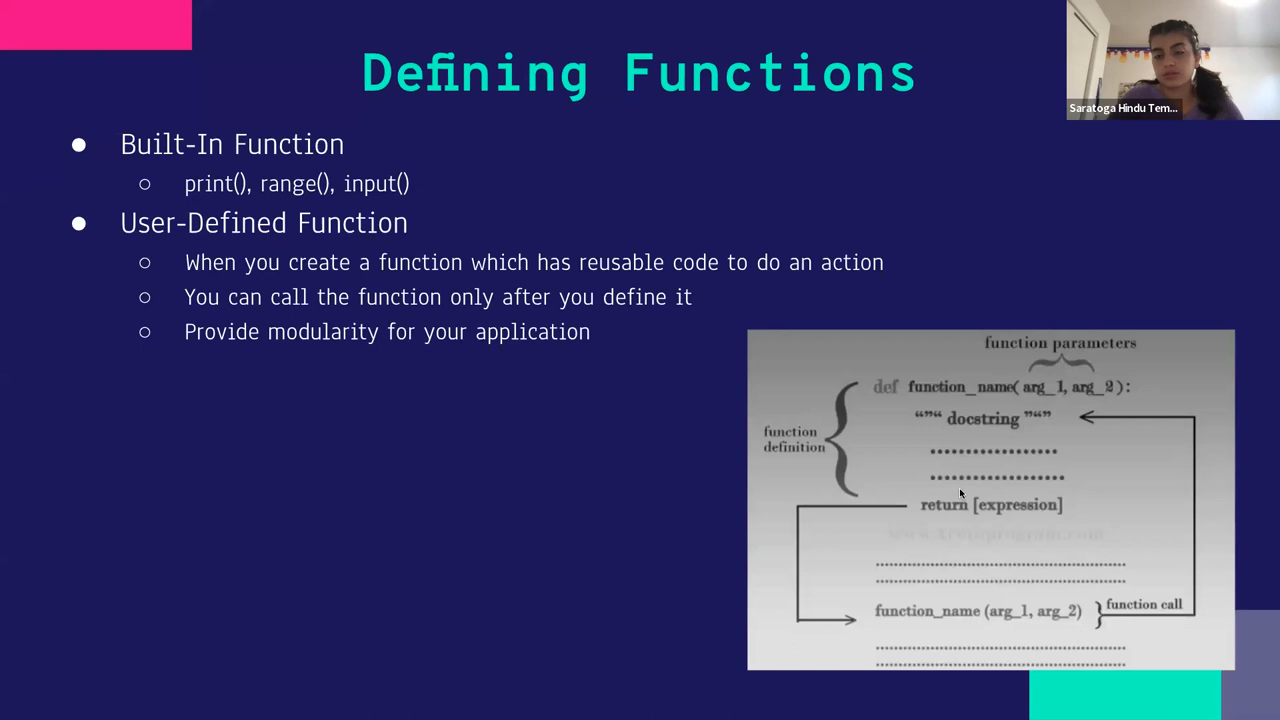 Defining Functions
Saratoga Hindu Tem...
● Built-In Function
○ print(), range(), input()
● User-Defined Function
○ When you create a function which has reusable code to do an action
○ You can call the function only after you define it
○ Provide modularity for your application
function parameters
def function_name( arg_1, arg_2 ):
““““ docstring ””””
function
definition
..................
...................
return [expression]
function_name (arg_1, arg_2)
function call